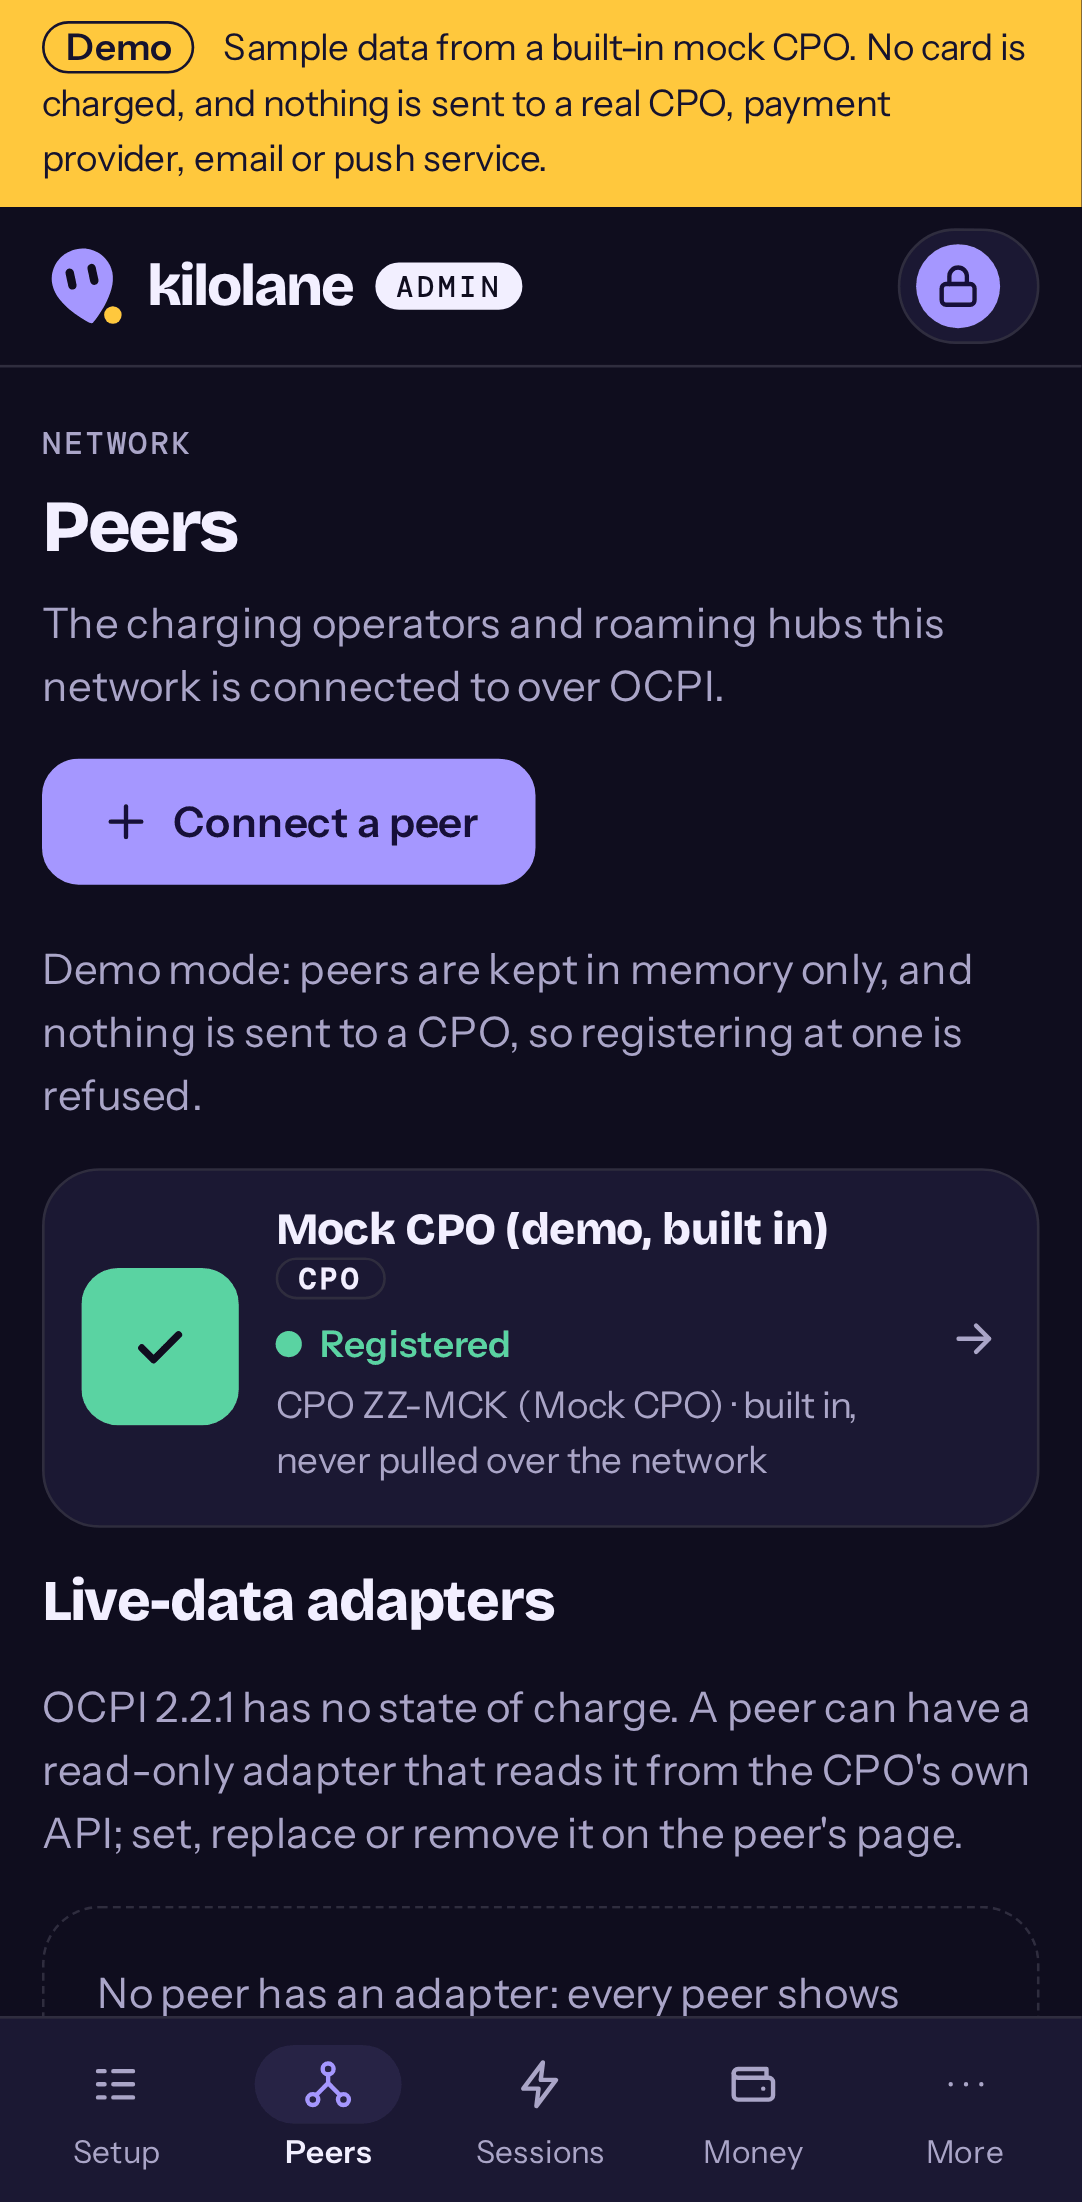 Demo Sample data from a built-in mock CPO. No card is
charged, and nothing is sent to a real CPO, payment
provider, email or push service.
kilolane ADMIN
NETWORK
Peers
The charging operators and roaming hubs this
network is connected to over OCPI.
Connect a peer
Demo mode: peers are kept in memory only, and
nothing is sent to a CPO, so registering at one is
refused.
Mock CPO (demo, built in)
CPO
Registered
CPO ZZ-MCK (Mock CPO) · built in,
never pulled over the network
Live-data adapters
OCPI 2.2.1 has no state of charge. A peer can have a
read-only adapter that reads it from the CPO's own
API; set, replace or remove it on the peer's page.
No peer has an adapter: every peer shows
Setup Peers Sessions Money More